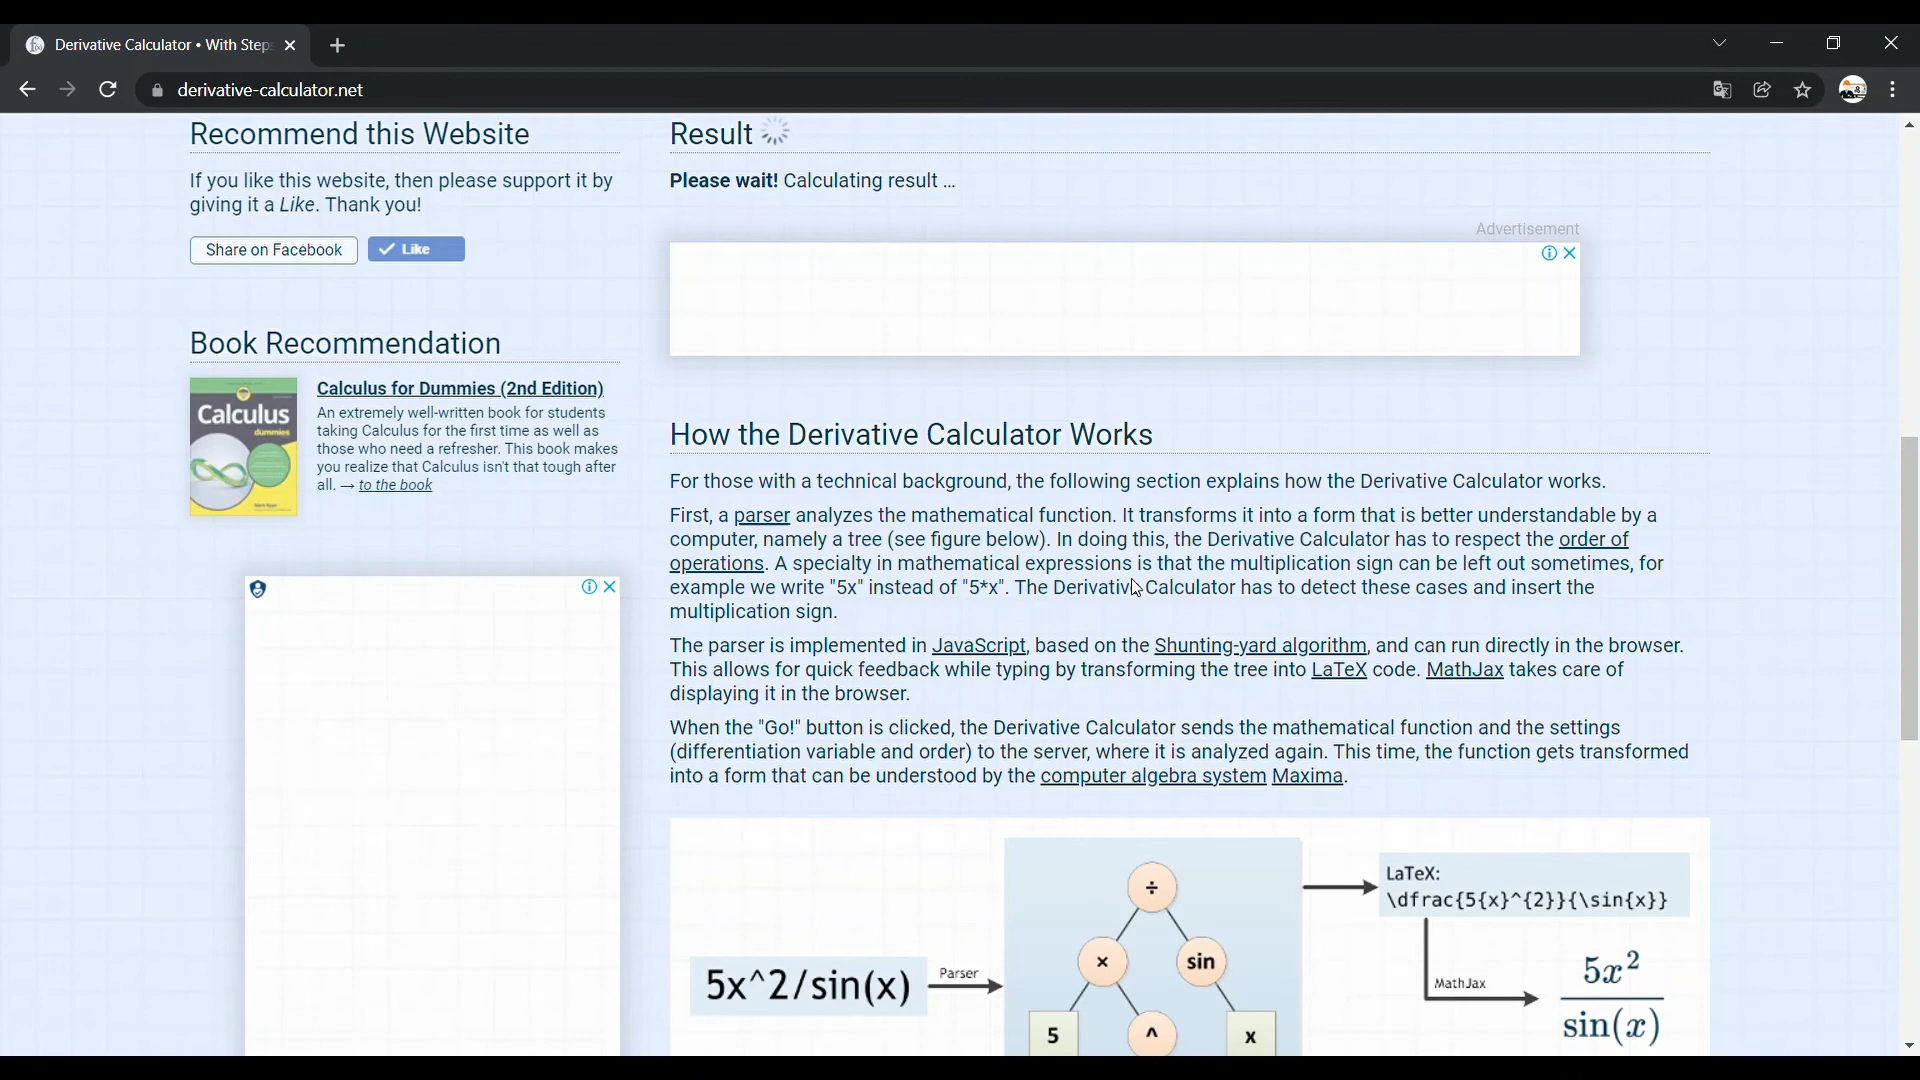 Derivative Calculator • With Step
derivative-calculator.net
Recommend this Website
If you like this website, then please support it by
giving it a Like. Thank you!
Share on Facebook
Like
Book Recommendation
Calculus
dummies
Calculus for Dummies (2nd Edition)
An extremely well-written book for students
taking Calculus for the first time as well as
those who need a refresher. This book makes
you realize that Calculus isn't that tough after
all. → to the book
Result
Please wait! Calculating result ...
Advertisement
How the Derivative Calculator Works
For those with a technical background, the following section explains how the Derivative Calculator works.
First, a parser analyzes the mathematical function. It transforms it into a form that is better understandable by a
computer, namely a tree (see figure below). In doing this, the Derivative Calculator has to respect the order of
operations. A specialty in mathematical expressions is that the multiplication sign can be left out sometimes, for
example we write "5x" instead of "5*x". The Derivative Calculator has to detect these cases and insert the
multiplication sign.
The parser is implemented in JavaScript, based on the Shunting-yard algorithm, and can run directly in the browser.
This allows for quick feedback while typing by transforming the tree into LaTeX code. MathJax takes care of
displaying it in the browser.
When the "Go!" button is clicked, the Derivative Calculator sends the mathematical function and the settings
(differentiation variable and order) to the server, where it is analyzed again. This time, the function gets transformed
into a form that can be understood by the computer algebra system Maxima.
5x^2/sin(x)
Parser
÷
× sin
5 ^ x
LaTeX:
\dfrac{5{x}^{2}}{\sin{x}}
MathJax
5x²
sin(x)